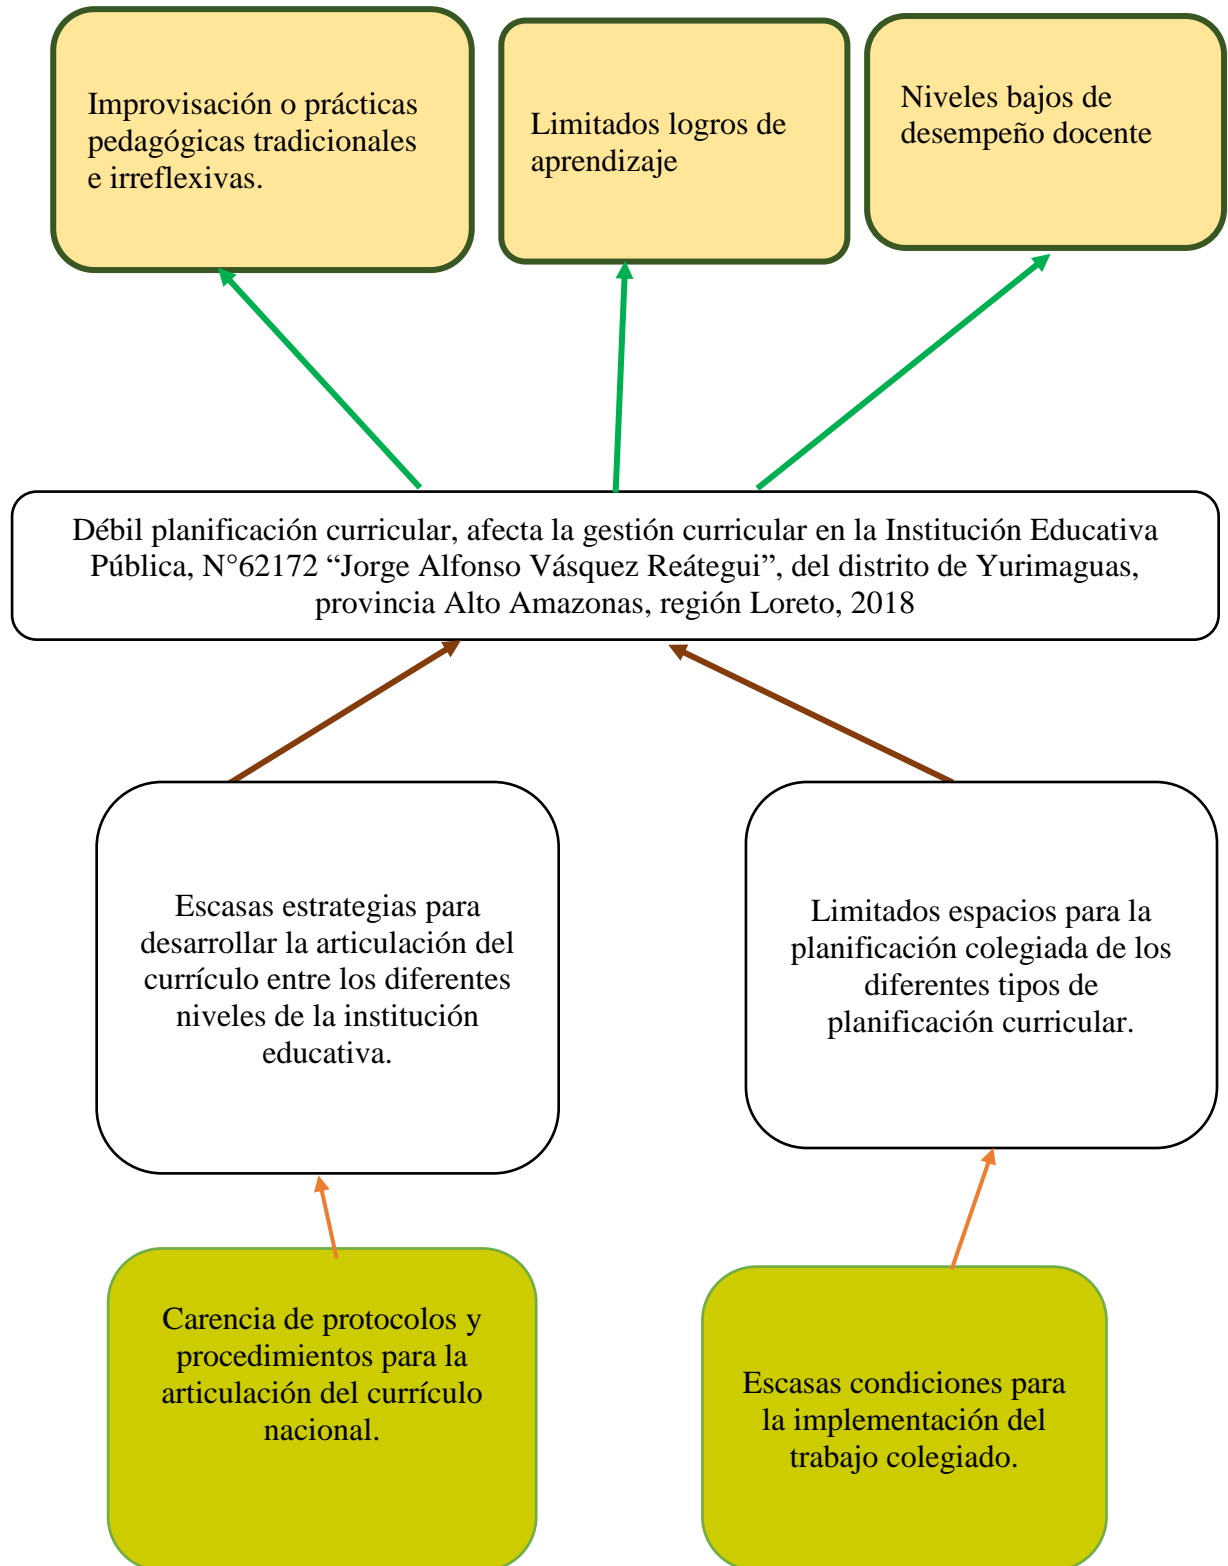 Improvisación o prácticas
pedagógicas tradicionales
e irreflexivas.
Limitados logros de
aprendizaje
Niveles bajos de
desempeño docente
Débil planificación curricular, afecta la gestión curricular en la Institución Educativa
Pública, N°62172 “Jorge Alfonso Vásquez Reátegui”, del distrito de Yurimaguas,
provincia Alto Amazonas, región Loreto, 2018
Escasas estrategias para
desarrollar la articulación del
currículo entre los diferentes
niveles de la institución
educativa.
Limitados espacios para la
planificación colegiada de los
diferentes tipos de
planificación curricular.
Carencia de protocolos y
procedimientos para la
articulación del currículo
nacional.
Escasas condiciones para
la implementación del
trabajo colegiado.